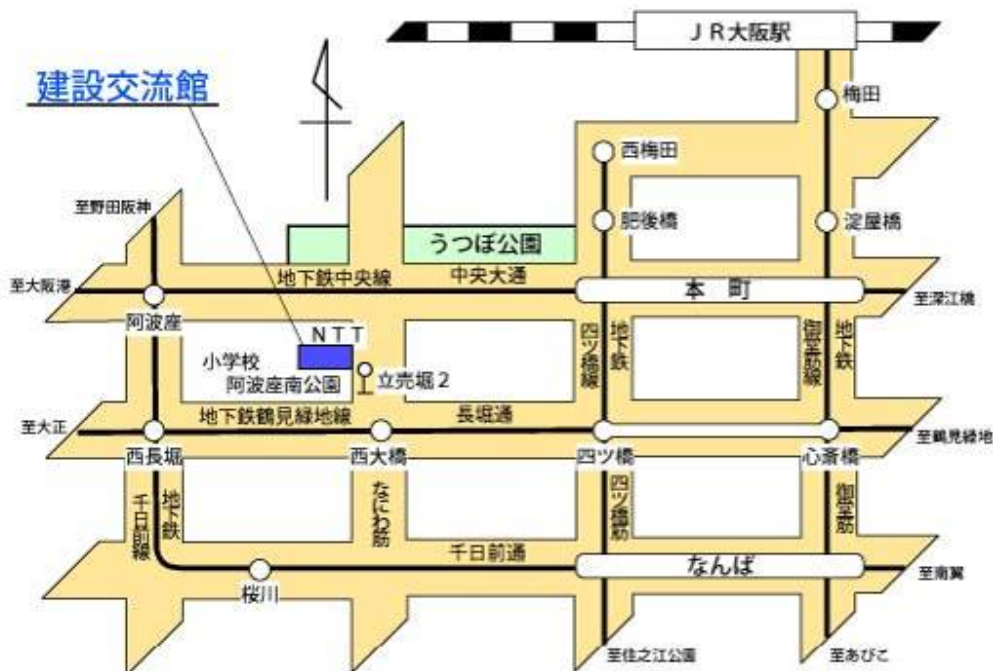 JR大阪駅
建設交流館
梅田
西梅田
至野田阪神
肥後橋
淀屋橋
うつぼ公園
地下鉄中央線
中央大通
至大阪港
本 町
至深江橋
阿波座
NTT
小学校
阿波座南公園
立売堀2
四ツ橋線
地下鉄
御堂筋線
地下鉄
地下鉄鶴見緑地線
長堀通
至大正
至鶴見緑地
西長堀
西大橋
四ツ橋
心斎橋
千日前線
地下鉄
なにわ筋
四ツ橋筋
御堂筋
千日前通
なんば
至南巽
桜川
至住之江公園
至あびこ